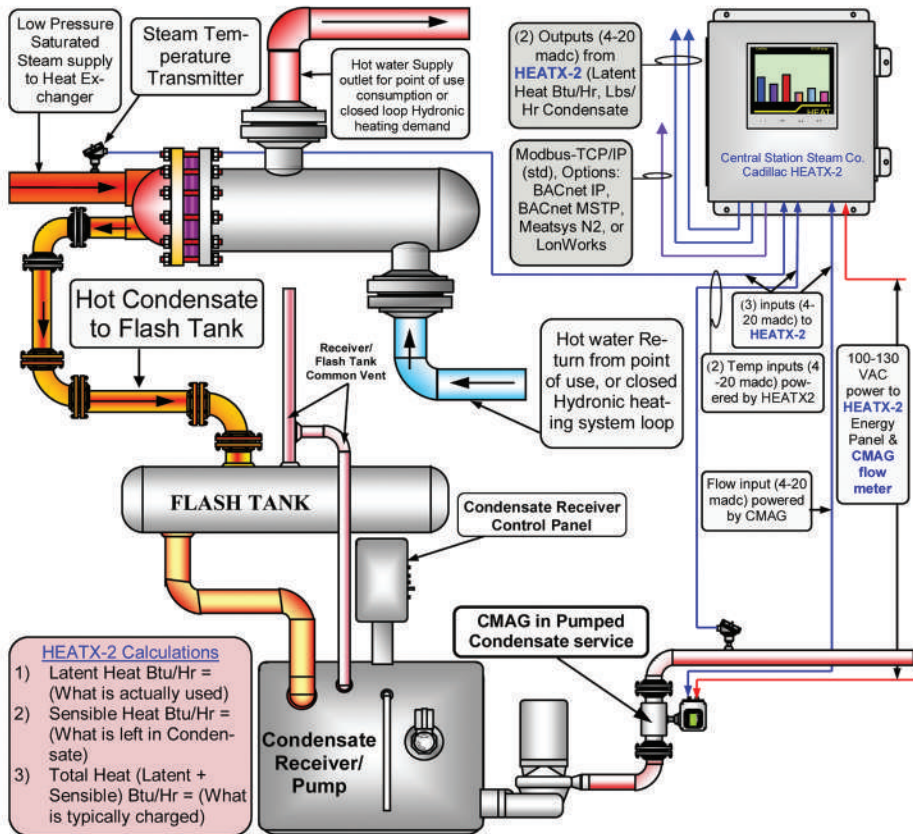 Low Pressure
Saturated
Steam supply
to Heat Ex-
changer
Steam Tem-
perature
Transmitter
Hot water Supply
outlet for point of use
consumption or
closed loop Hydronic
heating demand
(2) Outputs (4-
20 madc) from
HEATX-2 (Latent
Heat Btu/Hr, Lbs/
Hr Condensate
HEAT
Central Station Steam Co.
Cadillac HEATX-2
Modbus-TCP/IP
(std), Options:
BACnet IP,
BACnet MSTP,
Meatsys N2, or
LonWorks
Hot Condensate
to Flash Tank
Receiver/
Flash Tank
Common Vent
Hot water Re-
turn from point
of use, or closed
Hydronic heat-
ing system loop
(3) inputs (4-
20 madc) to
HEATX-2
(2) Temp inputs (4
-20 madc) pow-
ered by HEATX2
100-130
VAC
power to
HEATX-2
Energy
Panel &
CMAG
flow
meter
Flow input (4-20
madc) powered
by CMAG
FLASH TANK
Condensate Receiver
Control Panel
CMAG in Pumped
Condensate service
HEATX-2 Calculations
1) Latent Heat Btu/Hr =
(What is actually used)
2) Sensible Heat Btu/Hr =
(What is left in Conden-
sate)
3) Total Heat (Latent +
Sensible) Btu/Hr = (What
is typically charged)
Condensate
Receiver/
Pump